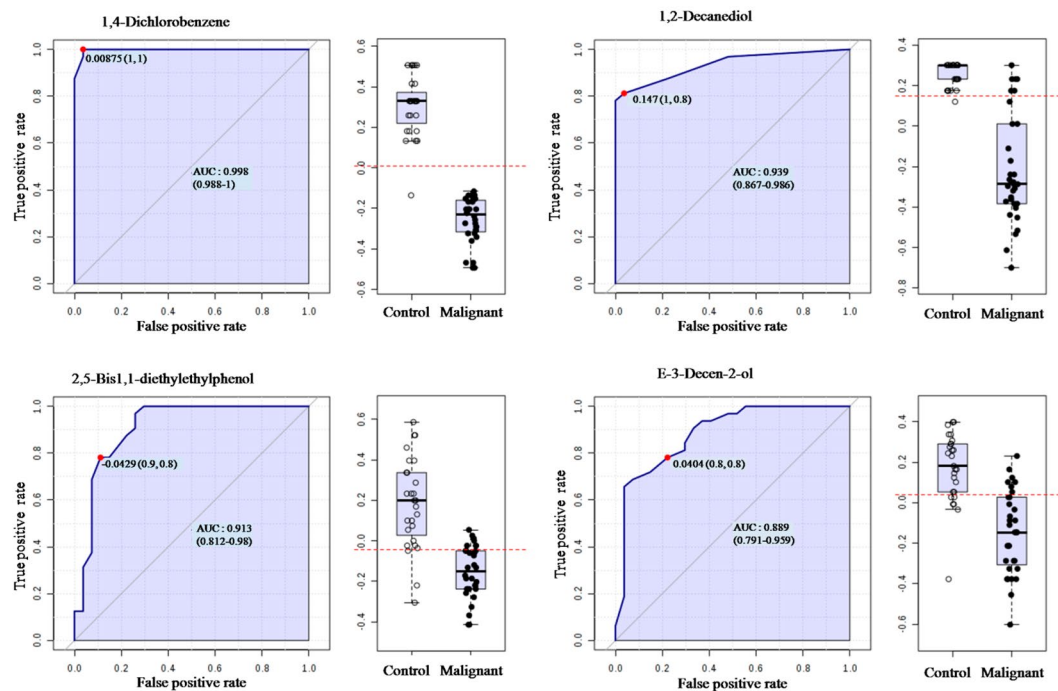 1,4-Dichlorobenzene
True positive rate
1.0
0.8
0.6
0.4
0.2
0.0
0.00875 (1, 1)
AUC : 0.998
(0.988-1)
0.0 0.2 0.4 0.6 0.8 1.0
False positive rate
0.6
0.4
0.2
0.0
-0.2
-0.4
-0.6
Control Malignant
1,2-Decanediol
True positive rate
1.0
0.8
0.6
0.4
0.2
0.0
0.147 (1, 0.8)
AUC : 0.939
(0.867-0.986)
0.0 0.2 0.4 0.6 0.8 1.0
False positive rate
0.4
0.2
0.0
-0.2
-0.4
-0.6
-0.8
Control Malignant
2,5-Bis1,1-diethylethylphenol
True positive rate
1.0
0.8
0.6
0.4
0.2
0.0
-0.0429 (0.9, 0.8)
AUC : 0.913
(0.812-0.98)
0.0 0.2 0.4 0.6 0.8 1.0
False positive rate
0.6
0.4
0.2
0.0
-0.2
-0.4
Control Malignant
E-3-Decen-2-ol
True positive rate
1.0
0.8
0.6
0.4
0.2
0.0
0.0404 (0.8, 0.8)
AUC : 0.889
(0.791-0.959)
0.0 0.2 0.4 0.6 0.8 1.0
False positive rate
0.4
0.2
0.0
-0.2
-0.4
-0.6
Control Malignant